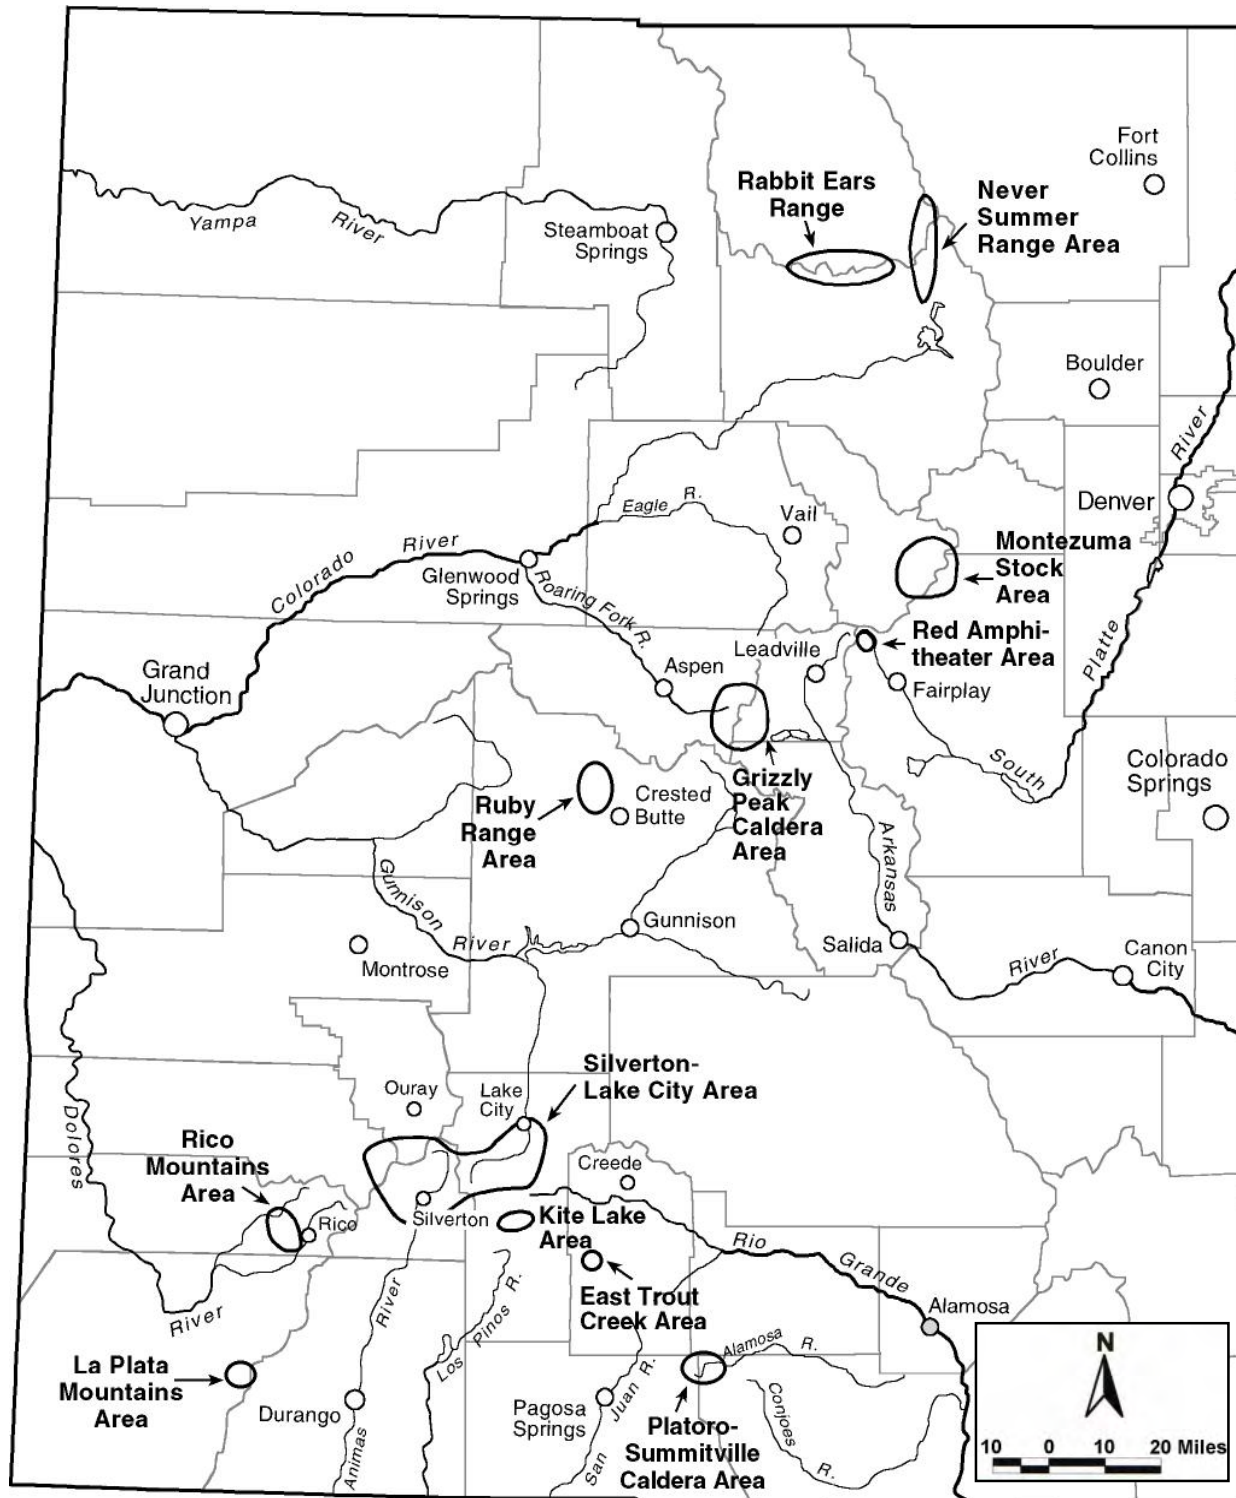 Fort
Collins
Rabbit Ears
Range
Never
Summer
Range Area
Yampa
River
Steamboat
Springs
Boulder
River
Eagle R.
Vail
Denver
Colorado
River
Glenwood
Springs
Roaring Fork R.
Montezuma
Stock
Area
Red Amphi-
theater Area
Platte
Leadville
Aspen
Fairplay
Grand
Junction
South
Colorado
Springs
Grizzly
Peak
Caldera
Area
Ruby
Range
Area
Crested
Butte
Arkansas
Gunnison
River
Gunnison
Salida
River
Canon
City
Montrose
Silverton-
Lake City Area
Ouray
Lake
City
Dolores
Rico
Mountains
Area
Creede
Rico
Silverton
Kite Lake
Area
Rio
Grande
East Trout
Creek Area
River
River
Los Pinos R.
Alamosa
Alamosa R.
N
La Plata
Mountains
Area
Durango
Animas
Pagosa
Springs
San Juan R.
Platoro-
Summitville
Caldera Area
Conjoes
R.
10 0 10 20 Miles